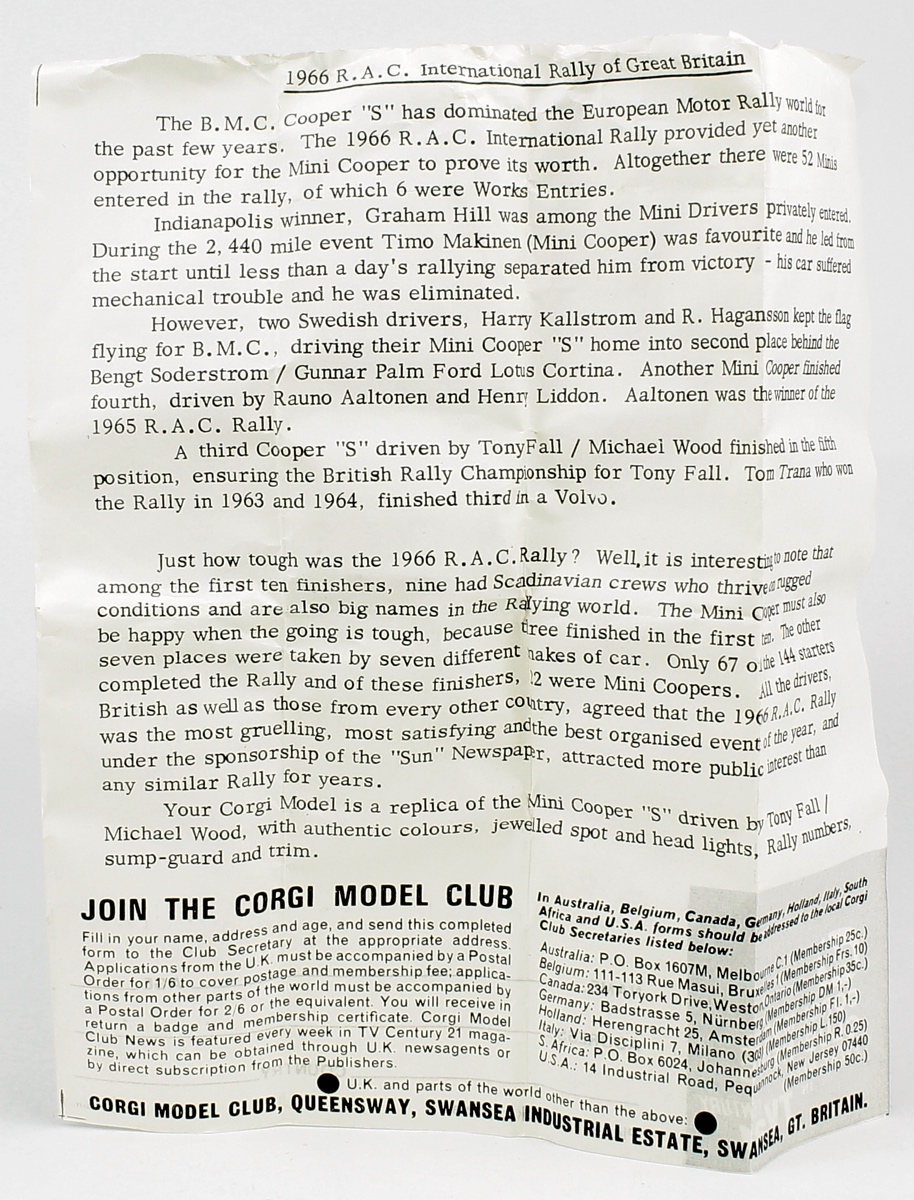 1966 R.A.C. International Rally of Great Britain
The B.M.C. Cooper "S" has dominated the European Motor Rally world for
the past few years. The 1966 R.A.C. International Rally provided yet another
opportunity for the Mini Cooper to prove its worth. Altogether there were 52 Minis
entered in the rally, of which 6 were Works Entries.
Indianapolis winner, Graham Hill was among the Mini Drivers privately entered.
During the 2,440 mile event Timo Makinen (Mini Cooper) was favourite and he led from
the start until less than a day's rallying separated him from victory - his car suffered
mechanical trouble and he was eliminated.
However, two Swedish drivers, Harry Kallstrom and R. Hagansson kept the flag
flying for B.M.C., driving their Mini Cooper "S" home into second place behind the
Bengt Soderstrom / Gunnar Palm Ford Lotus Cortina. Another Mini Cooper finished
fourth, driven by Rauno Aaltonen and Henry Liddon. Aaltonen was the winner of the
1965 R.A.C. Rally.
A third Cooper "S" driven by TonyFall / Michael Wood finished in the fifth
position, ensuring the British Rally Championship for Tony Fall. Tom Trana who won
the Rally in 1963 and 1964, finished third in a Volvo.
Just how tough was the 1966 R.A.C. Rally? Well, it is interesting to note that
among the first ten finishers, nine had Scandinavian crews who thrive on rugged
conditions and are also big names in the Rallying world. The Mini Cooper must also
be happy when the going is tough, because three finished in the first ten. The other
seven places were taken by seven different makes of car. Only 67 of the 144 starters
completed the Rally and of these finishers, 12 were Mini Coopers. All the drivers,
British as well as those from every other country, agreed that the 1966 R.A.C. Rally
was the most gruelling, most satisfying and the best organised event of the year, and
under the sponsorship of the "Sun" Newspaper, attracted more public interest than
any similar Rally for years.
Your Corgi Model is a replica of the Mini Cooper "S" driven by Tony Fall /
Michael Wood, with authentic colours, jewelled spot and head lights, Rally numbers,
sump-guard and trim.
JOIN THE CORGI MODEL CLUB
Fill in your name, address and age, and send this completed
form to the Club Secretary at the appropriate address.
Applications from the U.K. must be accompanied by a Postal
Order for 1/6 to cover postage and membership fee; applica-
tions from other parts of the world must be accompanied by
a Postal Order for 2/6 or the equivalent. You will receive in
return a badge and membership certificate. Corgi Model
Club News is featured every week in TV Century 21 maga-
zine, which can be obtained through U.K. newsagents or
by direct subscription from the Publishers.
In Australia, Belgium, Canada, Germany, Holland, Italy, South
Africa and U.S.A. forms should be addressed to the local Corgi
Club Secretaries listed below:
Australia: P.O. Box 1607M, Melbourne C.1 (Membership 25c.)
Belgium: 111-113 Rue Masui, Bruxelles 1 (Membership Frs. 10)
Canada: 234 Toryork Drive, Weston Ontario (Membership 35c.)
Germany: Badstrasse 5, Nürnberg (Membership DM 1,-)
Holland: Herengracht 25, Amsterdam (Membership Fl. 1,-)
Italy: Via Disciplini 7, Milano (303) (Membership L. 150)
S. Africa: P.O. Box 6024, Johannesburg (Membership R. 0.25)
U.S.A.: 14 Industrial Road, Pequannock, New Jersey 07440
(Membership 50c.)
U.K. and parts of the world other than the above:
CORGI MODEL CLUB, QUEENSWAY, SWANSEA INDUSTRIAL ESTATE, SWANSEA, GT. BRITAIN.